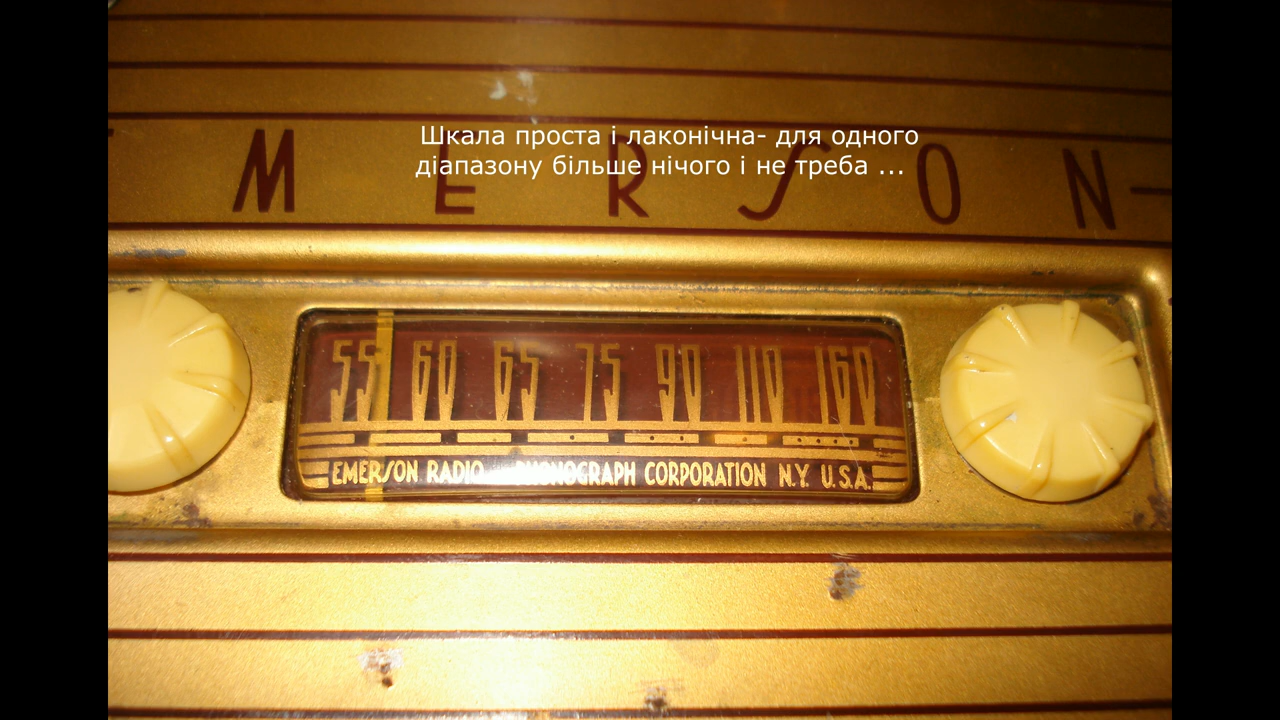 Шкала проста і лаконічна- для одного
діапазону більше нічого і не треба ...
MERSON
55 60 65 75 90 110 160
EMERSON RADIO PHONOGRAPH CORPORATION N.Y. U.S.A.